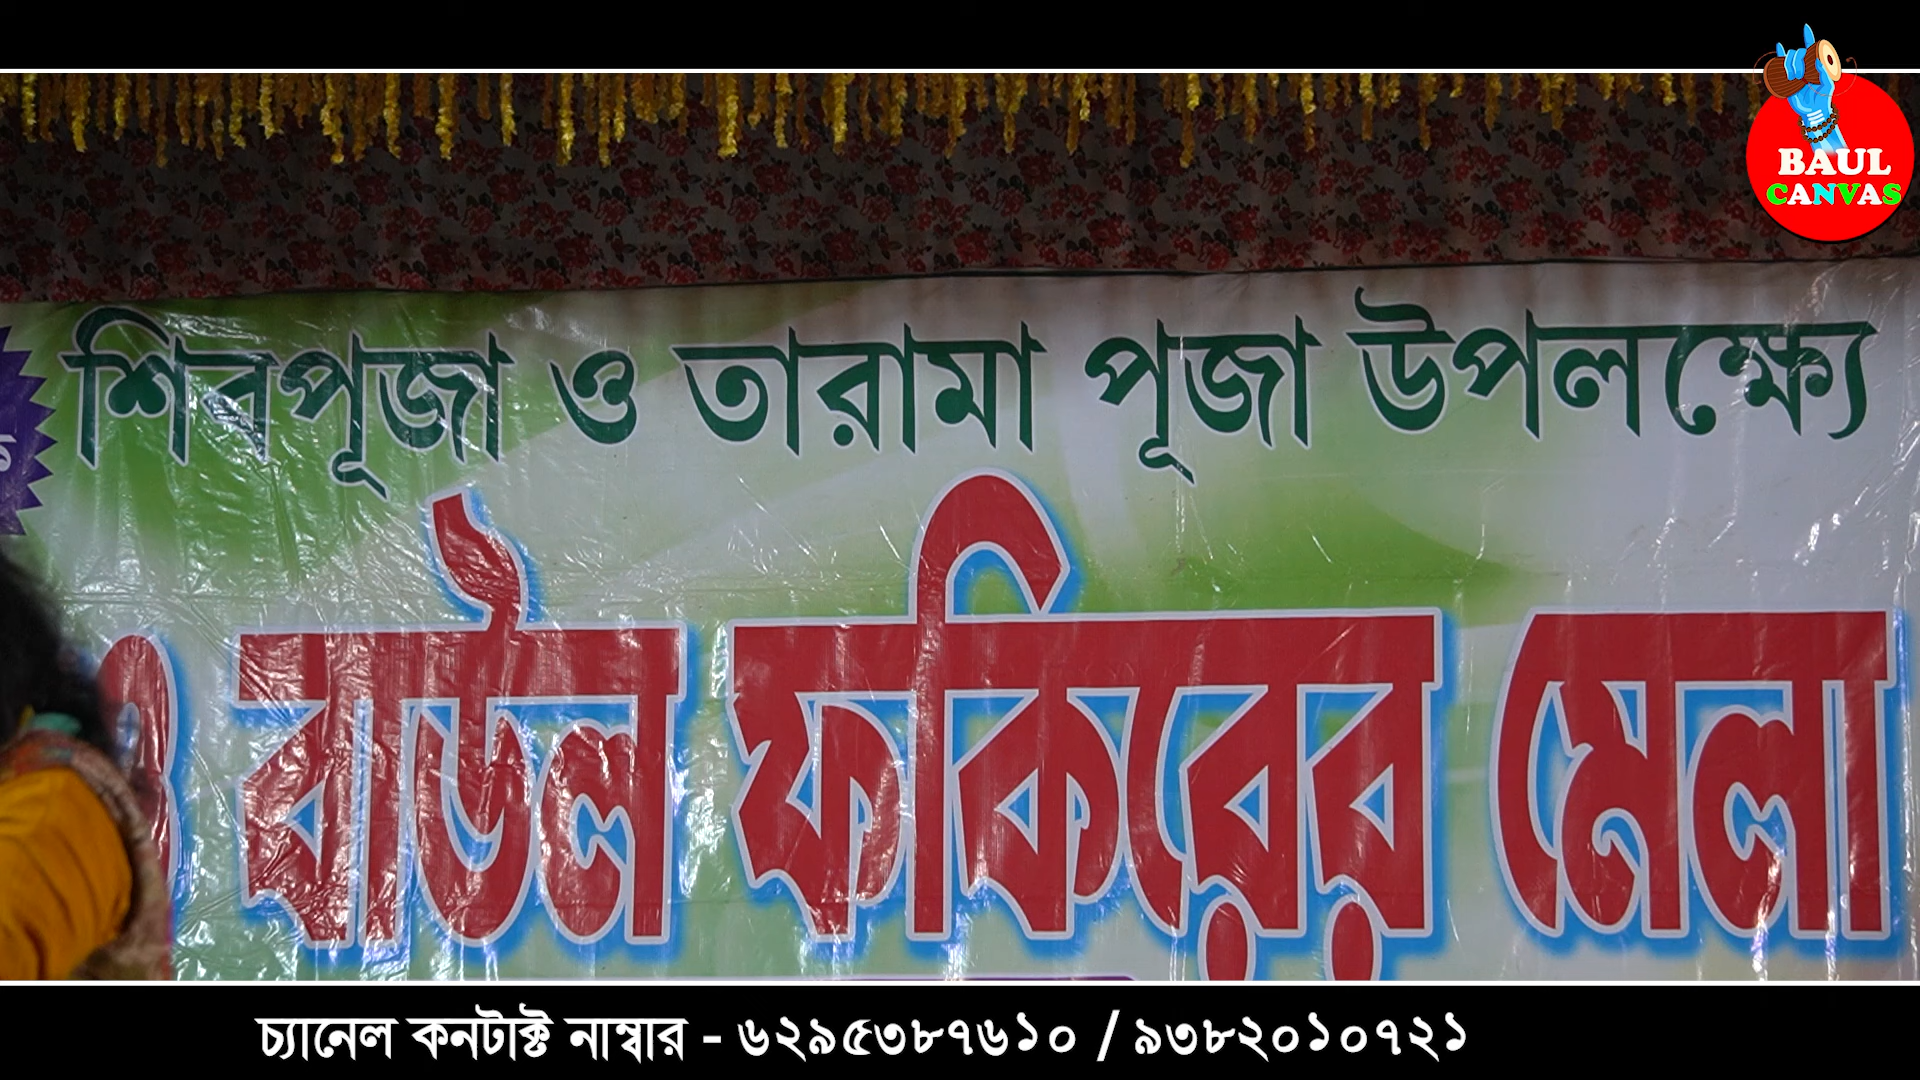 BAUL
CANVAS
শিবপূজা ও তারামা পূজা উপলক্ষ্যে
বাউল ফকিরের মেলা
চ্যানেল কনটাক্ট নাম্বার - ৬২৯৫৩৮৭৬১০ / ৯৩৮২০১০৭২১